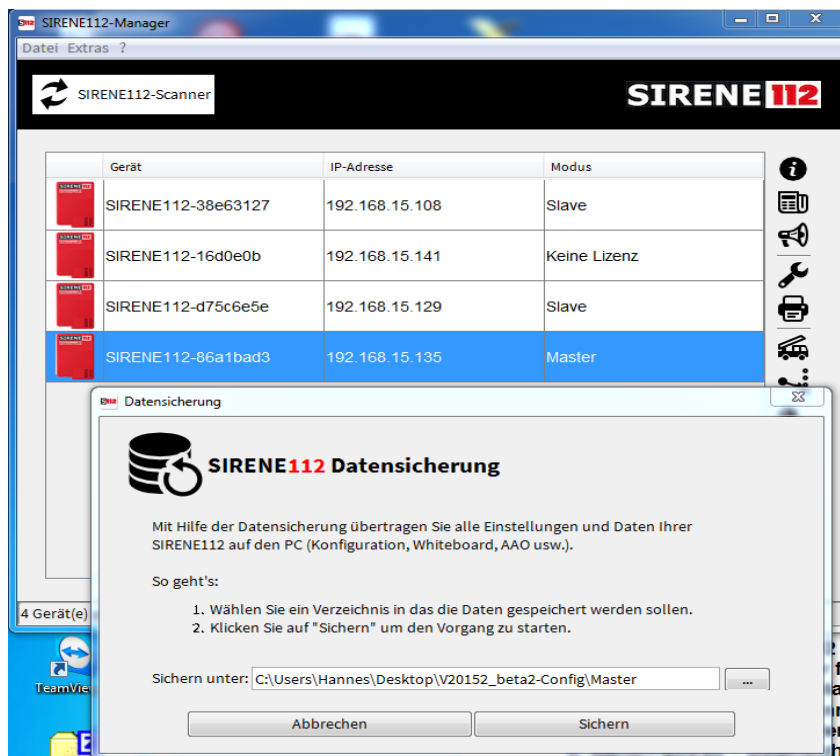 SIRENE112-Manager
Datei Extras ?
SIRENE112-Scanner
SIRENE112
Gerät IP-Adresse Modus
SIRENE112-38e63127 192.168.15.108 Slave
SIRENE112-16d0e0b 192.168.15.141 Keine Lizenz
SIRENE112-d75c6e5e 192.168.15.129 Slave
SIRENE112-86a1bad3 192.168.15.135 Master
Datensicherung
SIRENE112 Datensicherung
Mit Hilfe der Datensicherung übertragen Sie alle Einstellungen und Daten Ihrer
SIRENE112 auf den PC (Konfiguration, Whiteboard, AAO usw.).
So geht's:
1. Wählen Sie ein Verzeichnis in das die Daten gespeichert werden sollen.
2. Klicken Sie auf "Sichern" um den Vorgang zu starten.
4 Gerät(e)
Sichern unter: C:\Users\Hannes\Desktop\V20152_beta2-Config\Master ...
TeamVie
Abbrechen Sichern